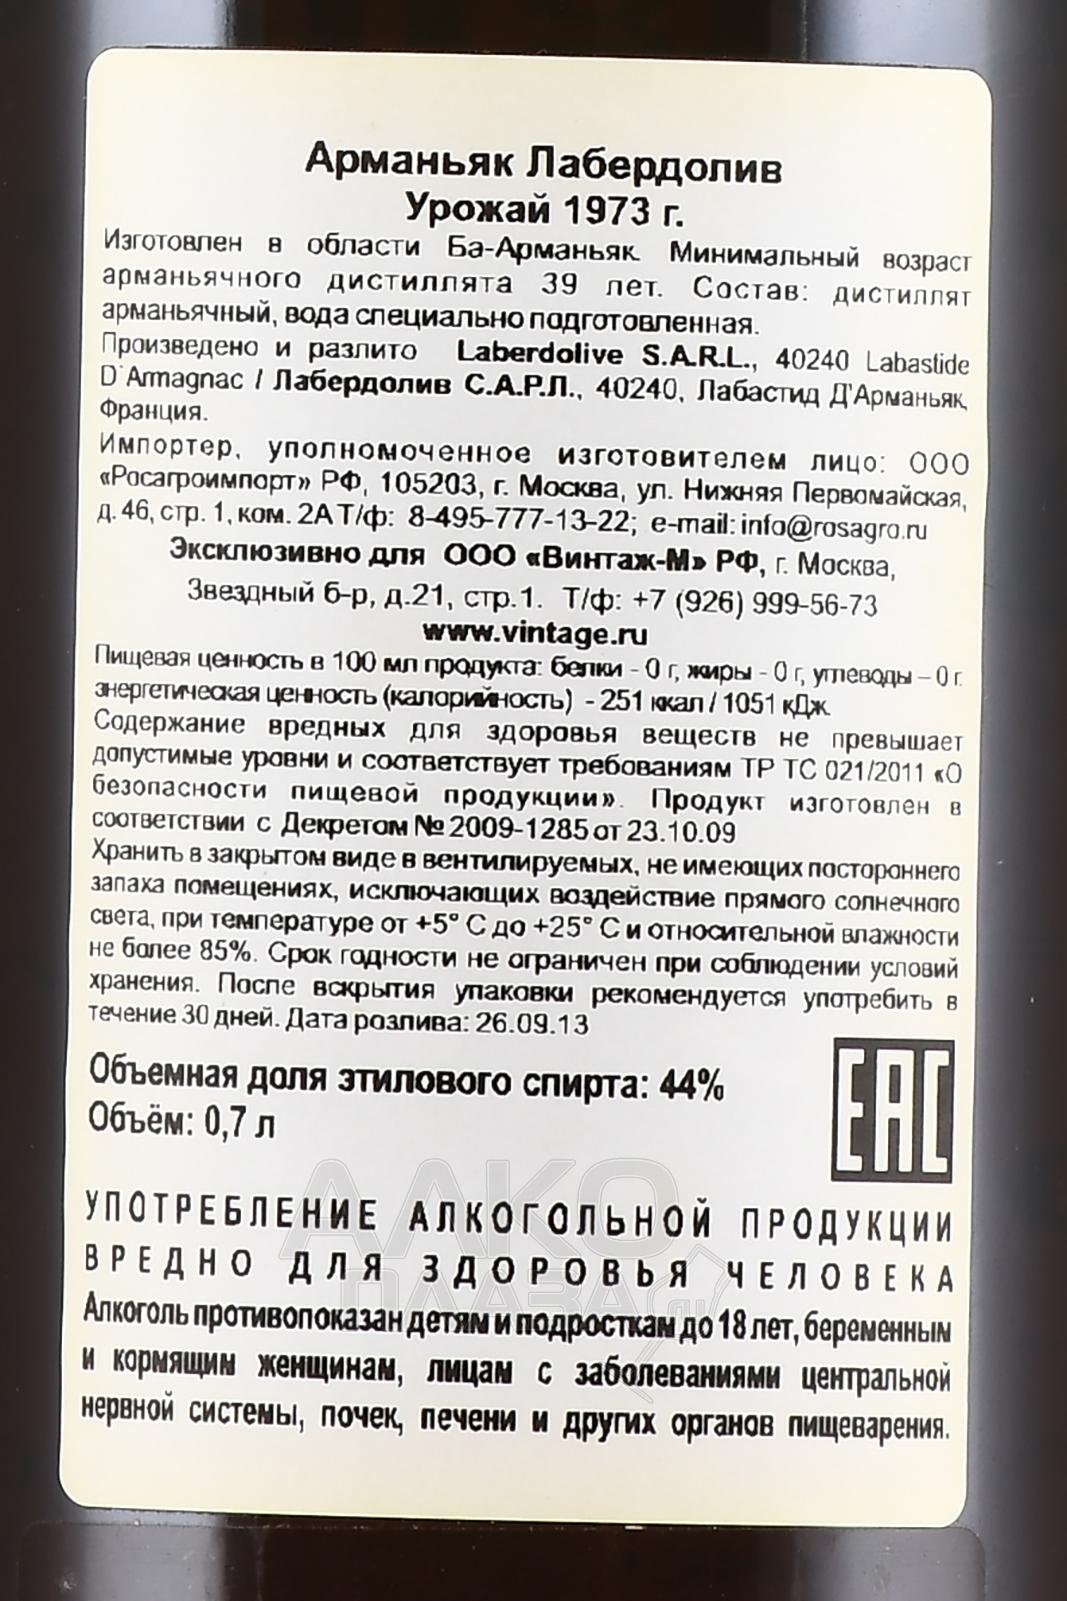 Арманьяк Лабердолив
Урожай 1973 г.
Изготовлен в области Ба-Арманьяк. Минимальный возраст
арманьячного дистиллята 39 лет. Состав: дистиллят
арманьячный, вода специально подготовленная.
Произведено и разлито Laberdolive S.A.R.L., 40240 Labastide
D`Armagnac / Лабердолив С.А.Р.Л., 40240, Лабастид Д'Арманьяк,
Франция.
Импортер, уполномоченное изготовителем лицо: ООО
«Росагроимпорт» РФ, 105203, г. Москва, ул. Нижняя Первомайская,
д. 46, стр. 1, ком. 2А Т/ф: 8-495-777-13-22; e-mail: info@rosagro.ru
Эксклюзивно для ООО «Винтаж-М» РФ, г. Москва,
Звездный б-р, д.21, стр.1. Т/ф: +7 (926) 999-56-73
www.vintage.ru
Пищевая ценность в 100 мл продукта: белки - 0 г, жиры - 0 г, углеводы – 0 г.
энергетическая ценность (калорийность) - 251 ккал / 1051 кДж.
Содержание вредных для здоровья веществ не превышает
допустимые уровни и соответствует требованиям ТР ТС 021/2011 «О
безопасности пищевой продукции». Продукт изготовлен в
соответствии с Декретом № 2009-1285 от 23.10.09
Хранить в закрытом виде в вентилируемых, не имеющих постороннего
запаха помещениях, исключающих воздействие прямого солнечного
света, при температуре от +5° С до +25° С и относительной влажности
не более 85%. Срок годности не ограничен при соблюдении условий
хранения. После вскрытия упаковки рекомендуется употребить в
течение 30 дней. Дата розлива: 26.09.13
Объемная доля этилового спирта: 44%
Объём: 0,7 л
EAC
УПОТРЕБЛЕНИЕ АЛКОГОЛЬНОЙ ПРОДУКЦИИ
ВРЕДНО ДЛЯ ЗДОРОВЬЯ ЧЕЛОВЕКА
Алкоголь противопоказан детям и подросткам до 18 лет, беременным
и кормящим женщинам, лицам с заболеваниями центральной
нервной системы, почек, печени и других органов пищеварения.
АЛКО
ПЛАЗА
.RU